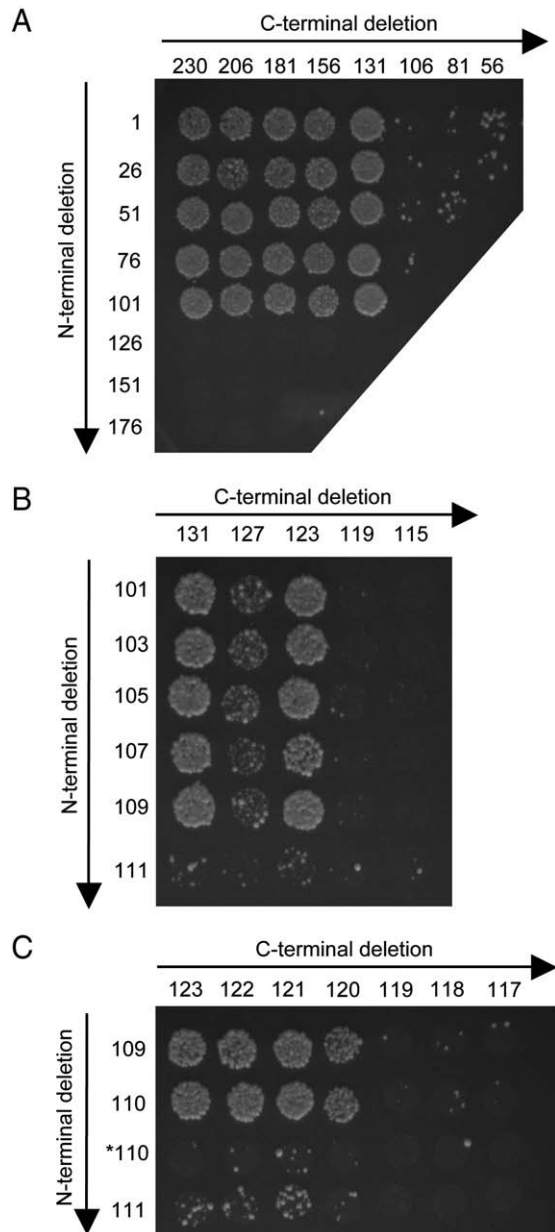 A
C-terminal deletion
230 206 181 156 131 106 81 56
N-terminal deletion
1
26
51
76
101
126
151
176
B
C-terminal deletion
131 127 123 119 115
N-terminal deletion
101
103
105
107
109
111
C
C-terminal deletion
123 122 121 120 119 118 117
N-terminal deletion
109
110
*110
111